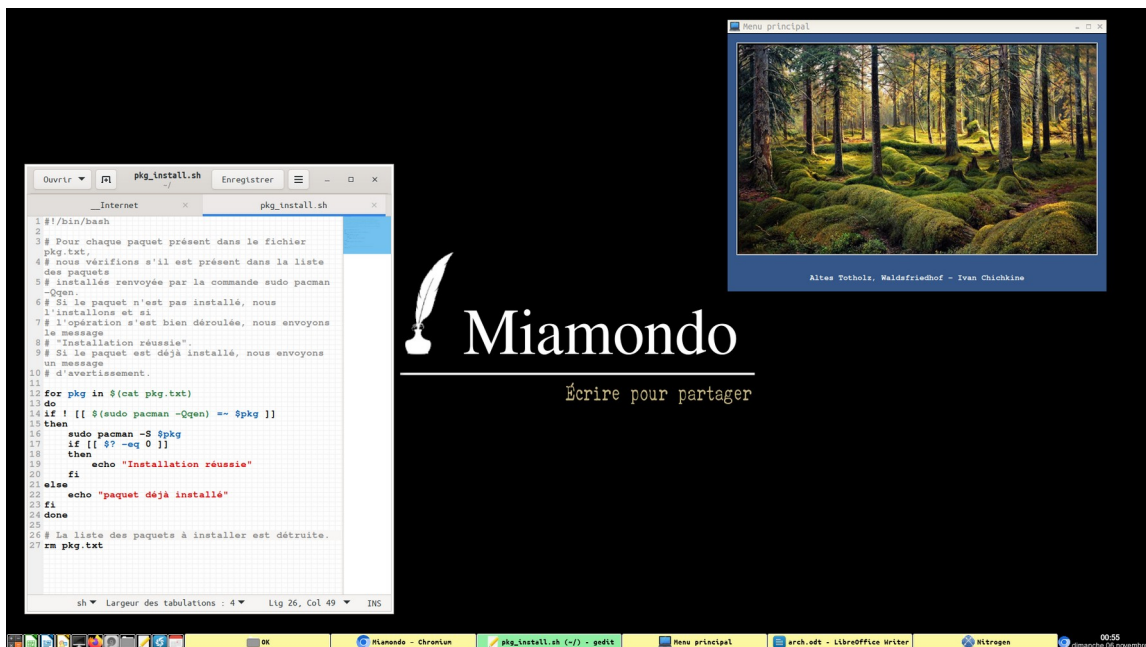 Menu principal
Altes Totholz, Waldsfriedhof - Ivan Chichkine
Ouvrir
pkg_install.sh
~/
Enregistrer
__Internet
pkg_install.sh
1 #!/bin/bash
2
3 # Pour chaque paquet présent dans le fichier
pkg.txt,
4 # nous vérifions s'il est présent dans la liste
des paquets
5 # installés renvoyée par la commande sudo pacman
-Qqen.
6 # Si le paquet n'est pas installé, nous
l'installons et si
7 # l'opération s'est bien déroulée, nous envoyons
le message
8 # "Installation réussie".
9 # Si le paquet est déjà installé, nous envoyons
un message
10 # d'avertissement.
11
12 for pkg in $(cat pkg.txt)
13 do
14 if ! [[ $(sudo pacman -Qqen) =~ $pkg ]]
15 then
16 sudo pacman -S $pkg
17 if [[ $? -eq 0 ]]
18 then
19 echo "Installation réussie"
20 fi
21 else
22 echo "paquet déjà installé"
23 fi
24 done
25
26 # La liste des paquets à installer est détruite.
27 rm pkg.txt
sh Largeur des tabulations : 4 Lig 26, Col 49 INS
Miamondo
Écrire pour partager
OK
Miamondo - Chromium
pkg_install.sh (~/) - gedit
Menu principal
arch.odt - LibreOffice Writer
Nitrogen
00:55
dimanche 06 novembre